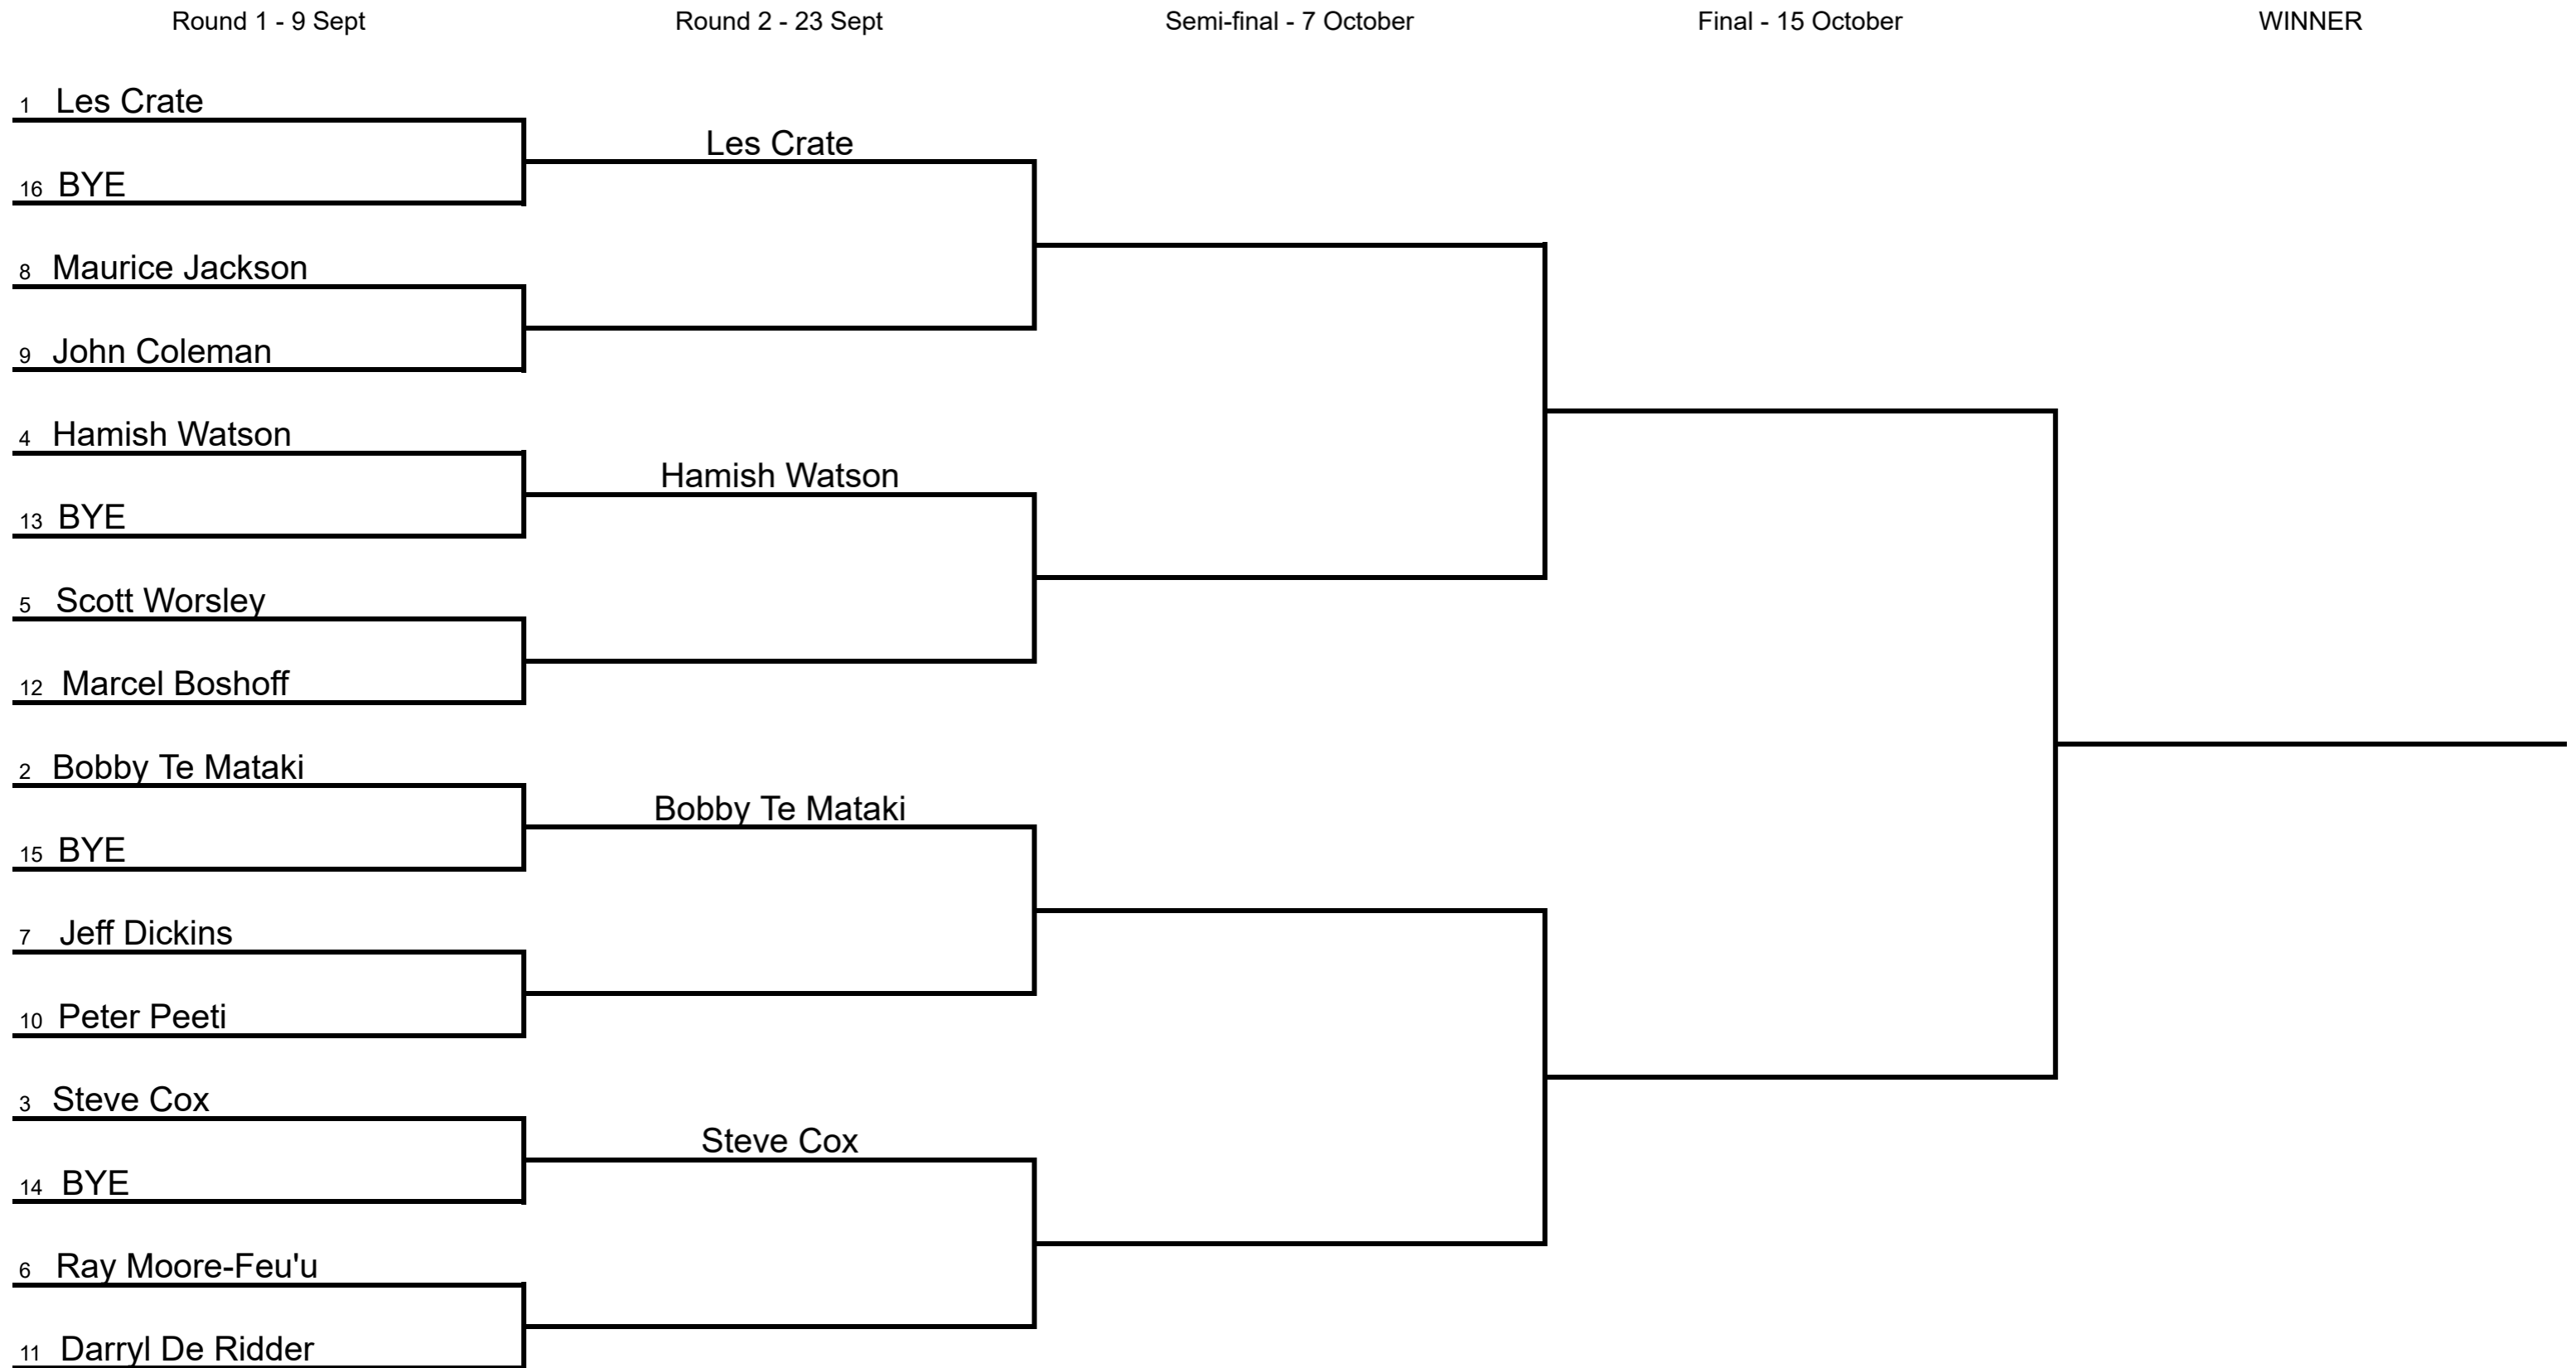 Round 1 - 9 Sept Round 2 - 23 Sept Semi-final - 7 October Final - 15 October WINNER
1 Les Crate
Les Crate
16 BYE
8 Maurice Jackson
9 John Coleman
4 Hamish Watson
Hamish Watson
13 BYE
5 Scott Worsley
12 Marcel Boshoff
2 Bobby Te Mataki
Bobby Te Mataki
15 BYE
7 Jeff Dickins
10 Peter Peeti
3 Steve Cox
Steve Cox
14 BYE
6 Ray Moore-Feu'u
11 Darryl De Ridder